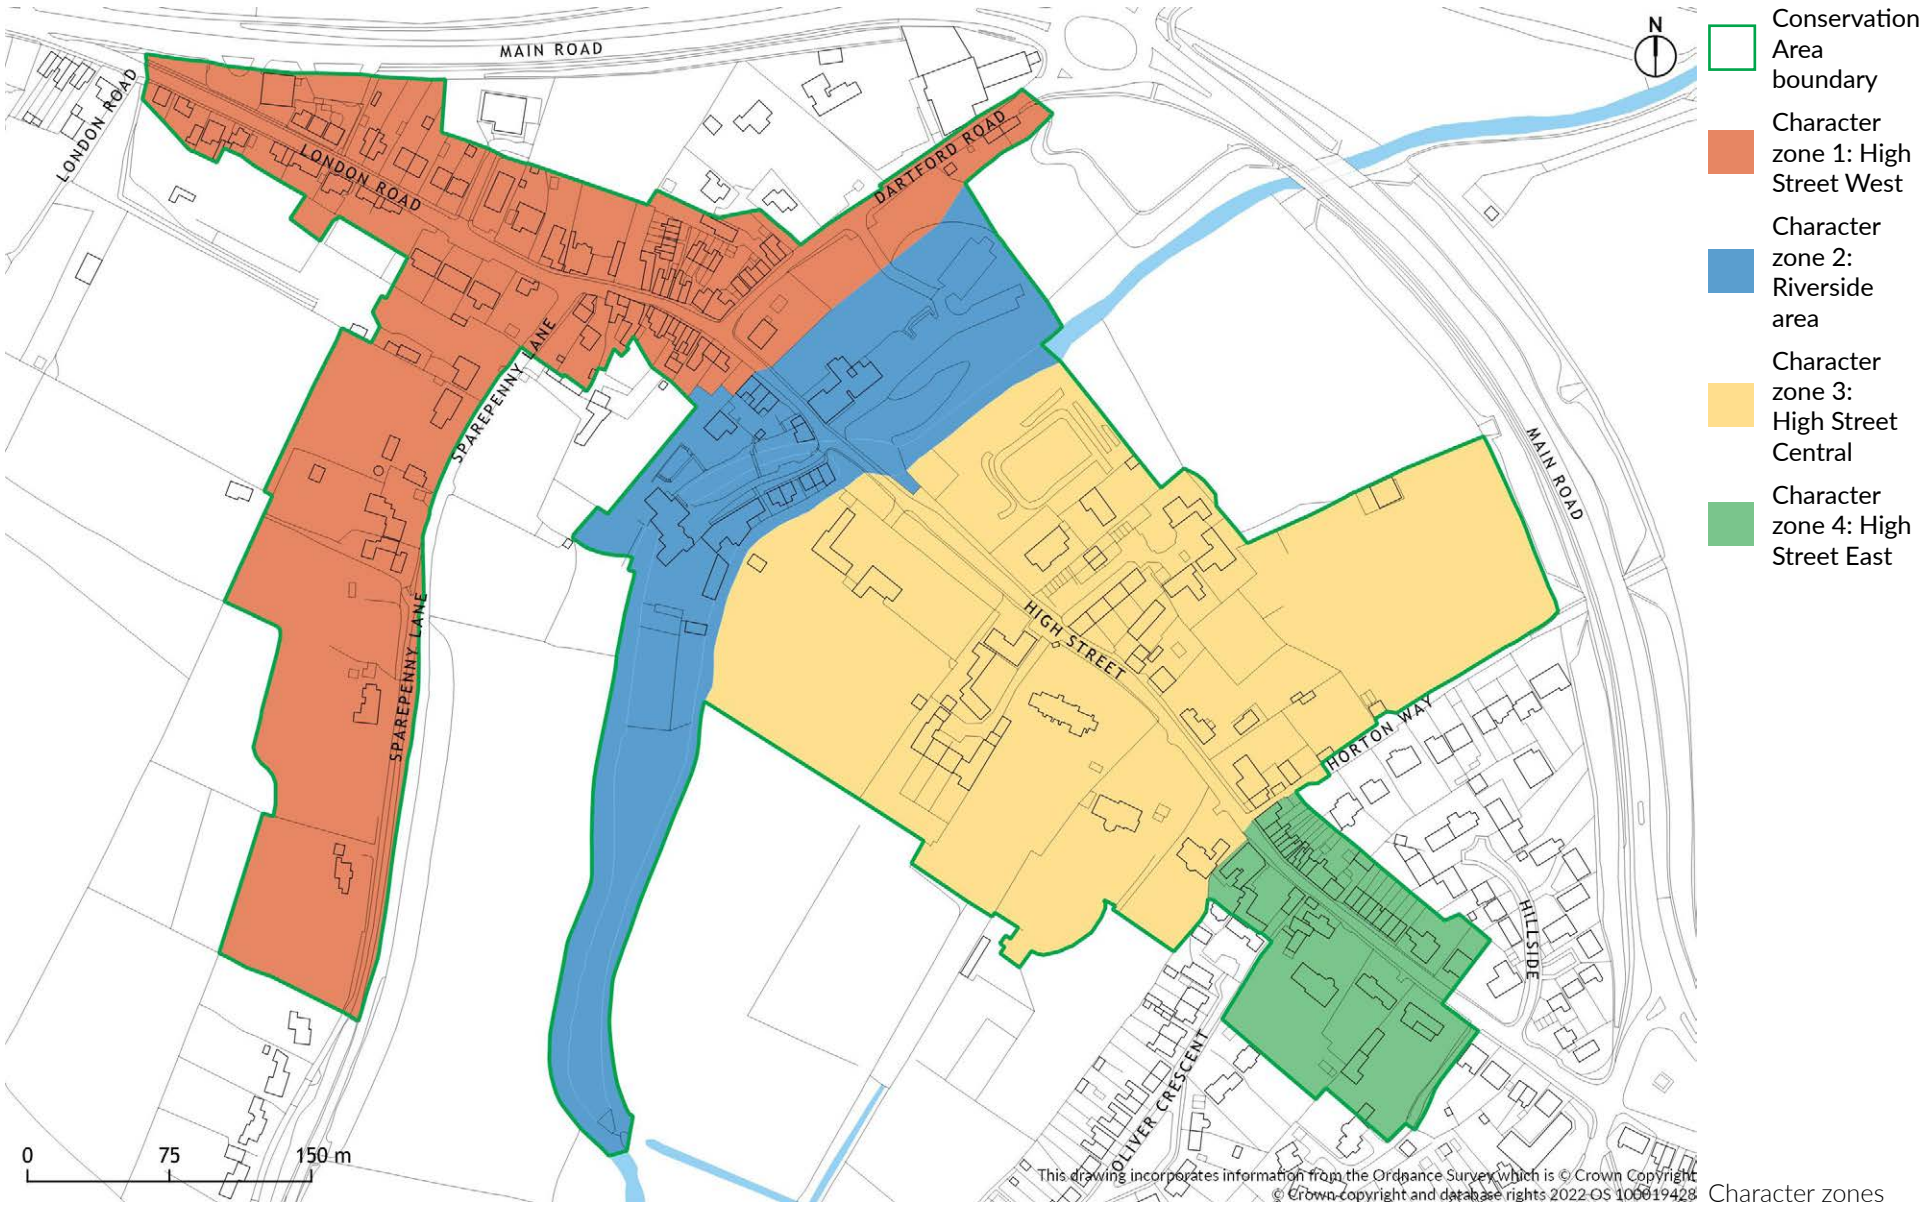 MAIN ROAD
N
LONDON ROAD
LONDON ROAD
DARTFORD ROAD
SPAREPENNY LANE
SPAREPENNY LANE
SPAREPENNY LANE
HIGH STREET
MAIN ROAD
HORTON WAY
HILLSIDE
OLIVER CRESCENT
0 75 150 m
This drawing incorporates information from the Ordnance Survey which is © Crown Copyright
© Crown copyright and database rights 2022 OS 100019428
Conservation
Area
boundary
Character
zone 1: High
Street West
Character
zone 2:
Riverside
area
Character
zone 3:
High Street
Central
Character
zone 4: High
Street East
Character zones